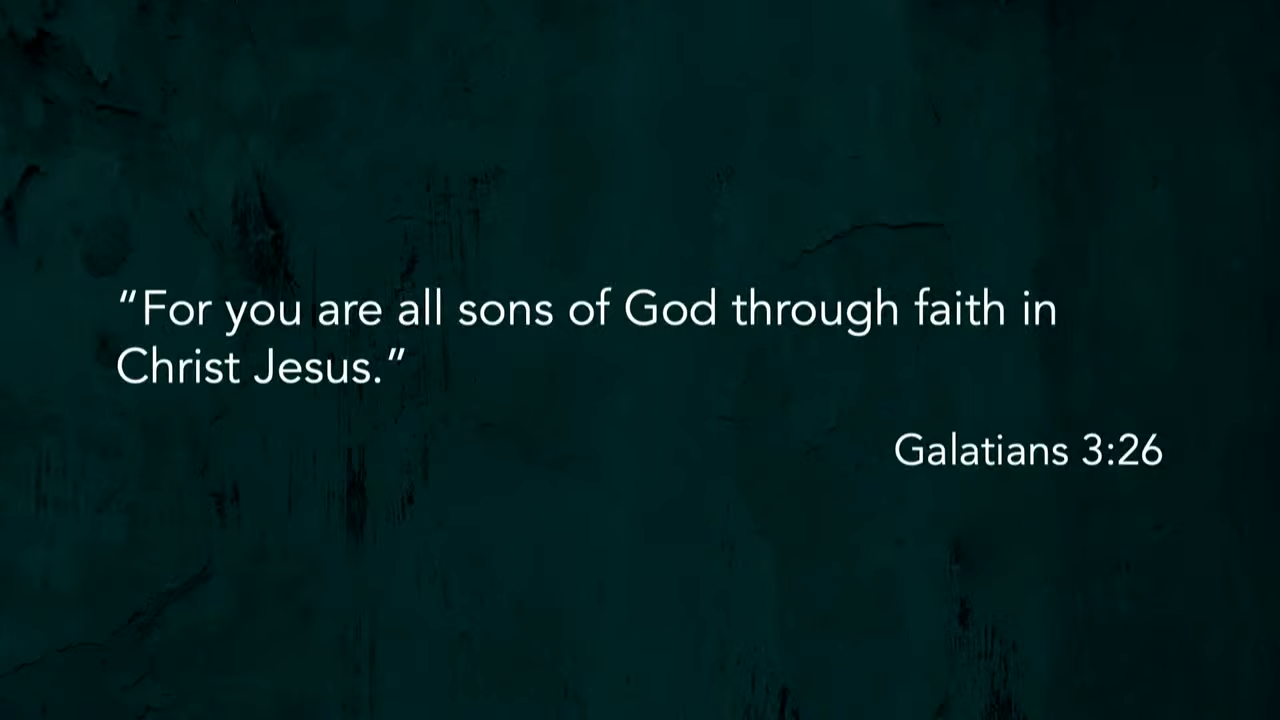 “For you are all sons of God through faith in
Christ Jesus.”
Galatians 3:26